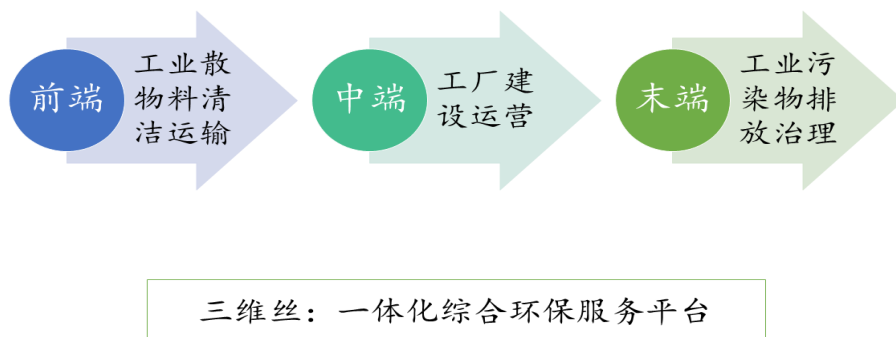 前端
工业散
物料清
洁运输
中端
工厂建
设运营
末端
工业污
染物排
放治理
三维丝：一体化综合环保服务平台